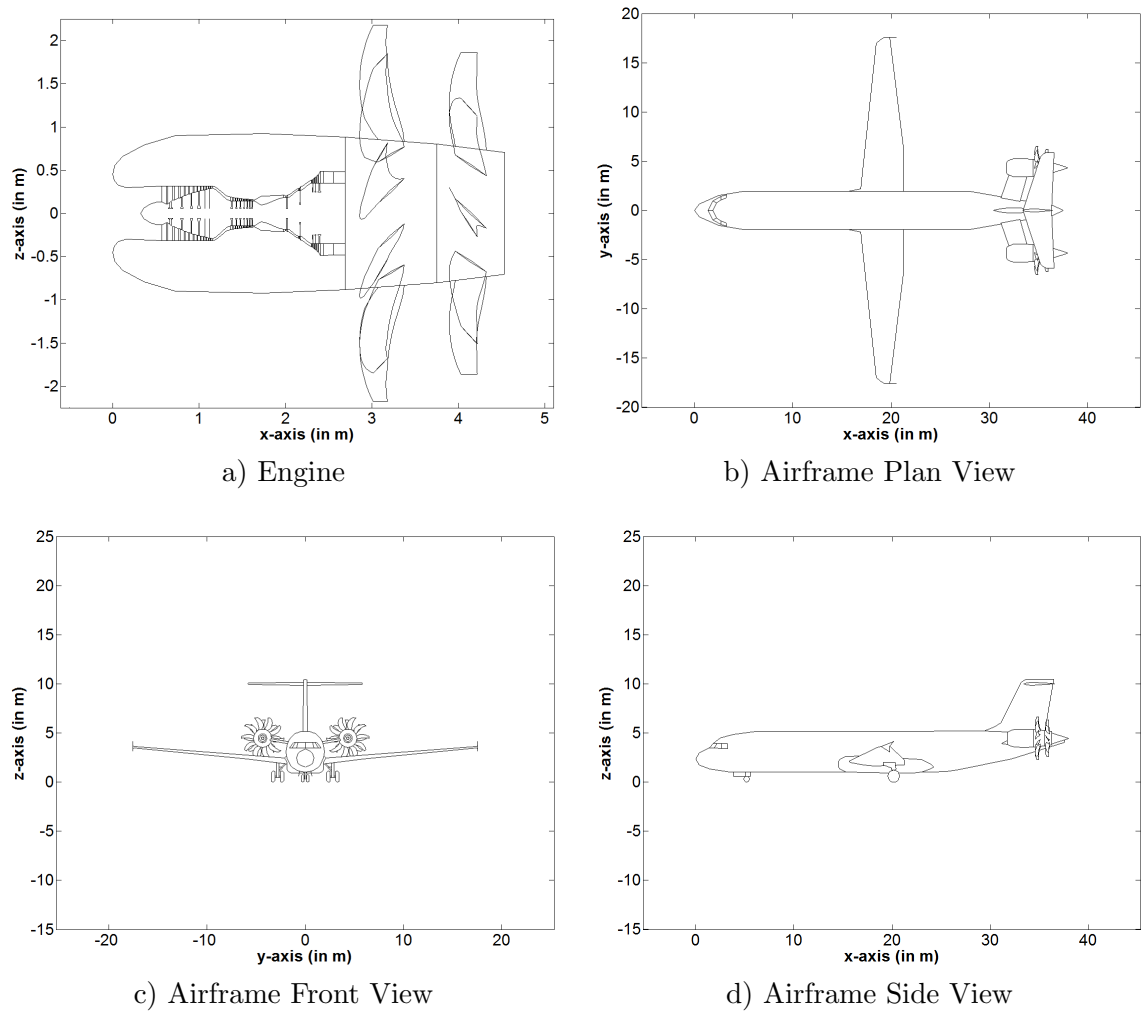 2
1.5
1
0.5
0
-0.5
-1
-1.5
-2
z-axis (in m)
0 1 2 3 4 5
x-axis (in m)
a) Engine
20
15
10
5
0
-5
-10
-15
-20
y-axis (in m)
0 10 20 30 40
x-axis (in m)
b) Airframe Plan View
25
20
15
10
5
0
-5
-10
-15
z-axis (in m)
-20 -10 0 10 20
y-axis (in m)
c) Airframe Front View
25
20
15
10
5
0
-5
-10
-15
z-axis (in m)
0 10 20 30 40
x-axis (in m)
d) Airframe Side View